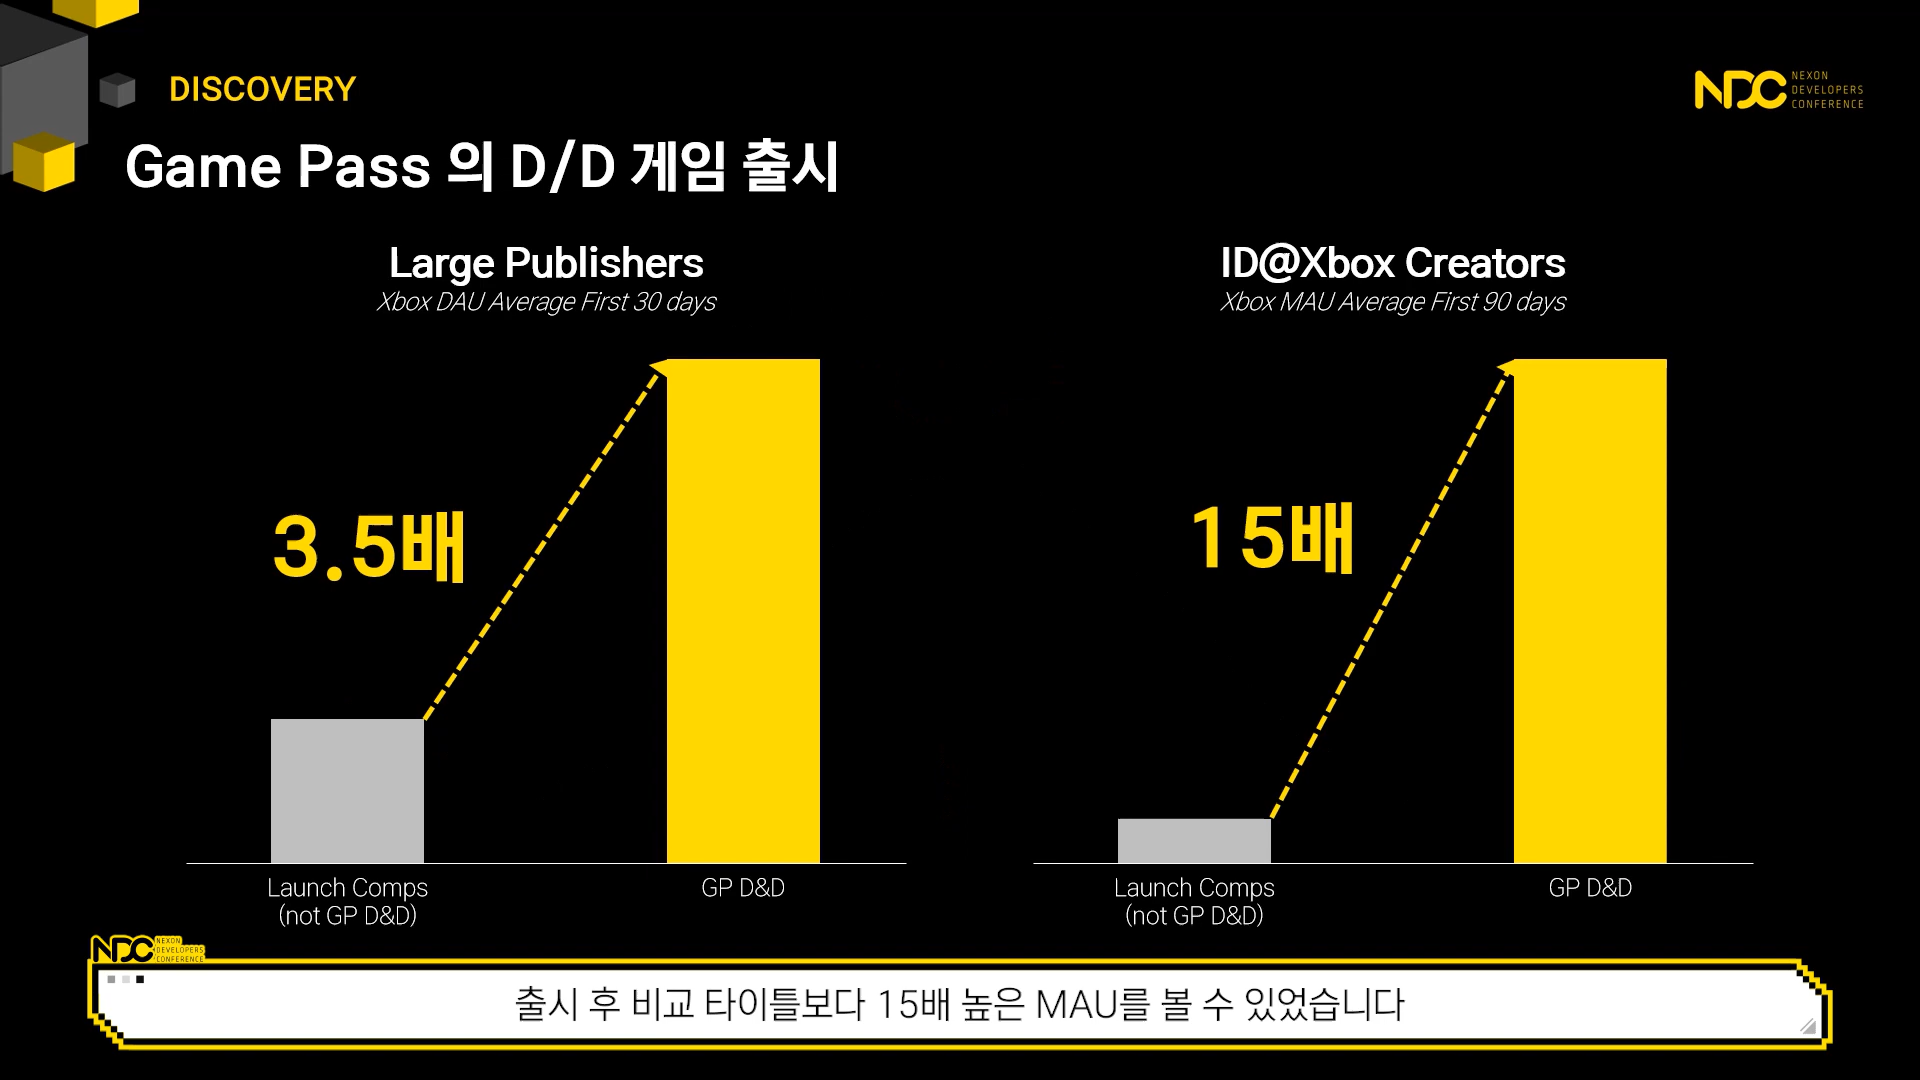 DISCOVERY
NDC NEXON
DEVELOPERS
CONFERENCE
Game Pass 의 D/D 게임 출시
Large Publishers
Xbox DAU Average First 30 days
3.5배
Launch Comps
(not GP D&D)
GP D&D
ID@Xbox Creators
Xbox MAU Average First 90 days
15배
Launch Comps
(not GP D&D)
GP D&D
NDC NEXON
DEVELOPERS
CONFERENCE
출시 후 비교 타이틀보다 15배 높은 MAU를 볼 수 있었습니다